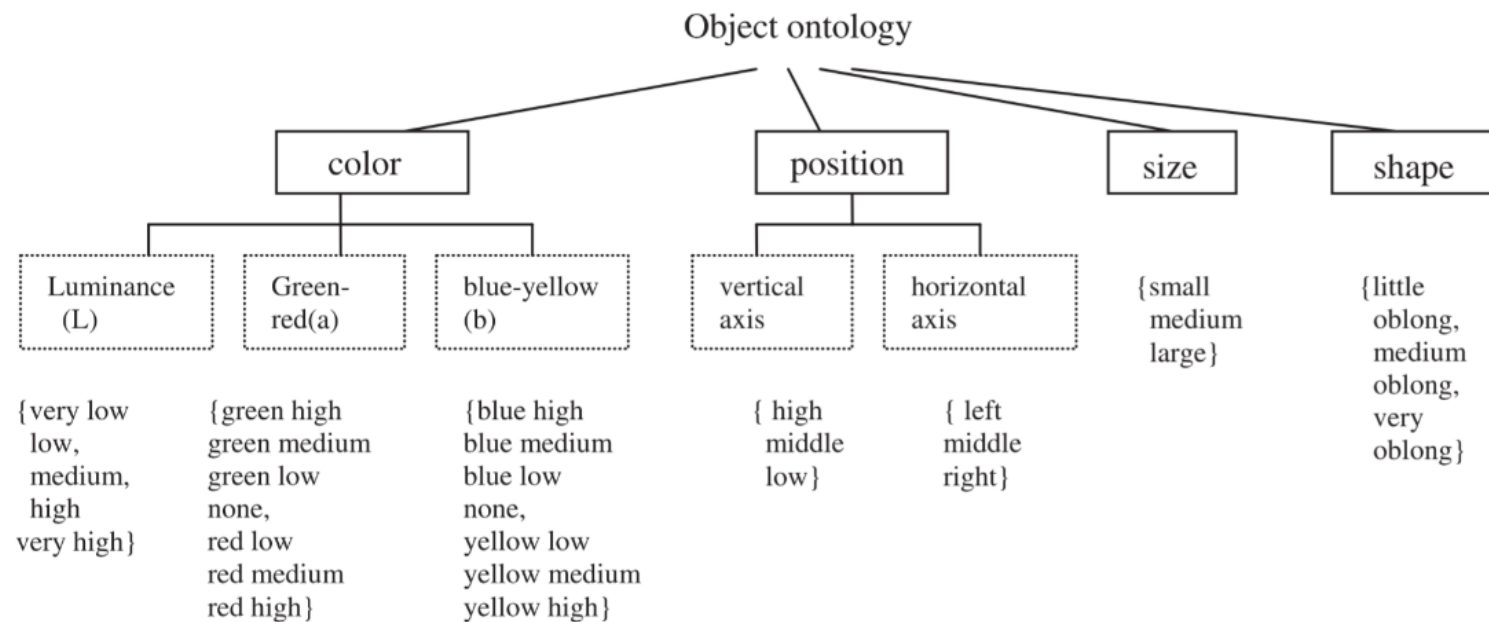 Object ontology
color
position
size
shape
Luminance
(L)
Green-
red(a)
blue-yellow
(b)
vertical
axis
horizontal
axis
{small
medium
large}
{little
oblong,
medium
oblong,
very
oblong}
{very low
low,
medium,
high
very high}
{green high
green medium
green low
none,
red low
red medium
red high}
{blue high
blue medium
blue low
none,
yellow low
yellow medium
yellow high}
{ high
middle
low}
{ left
middle
right}